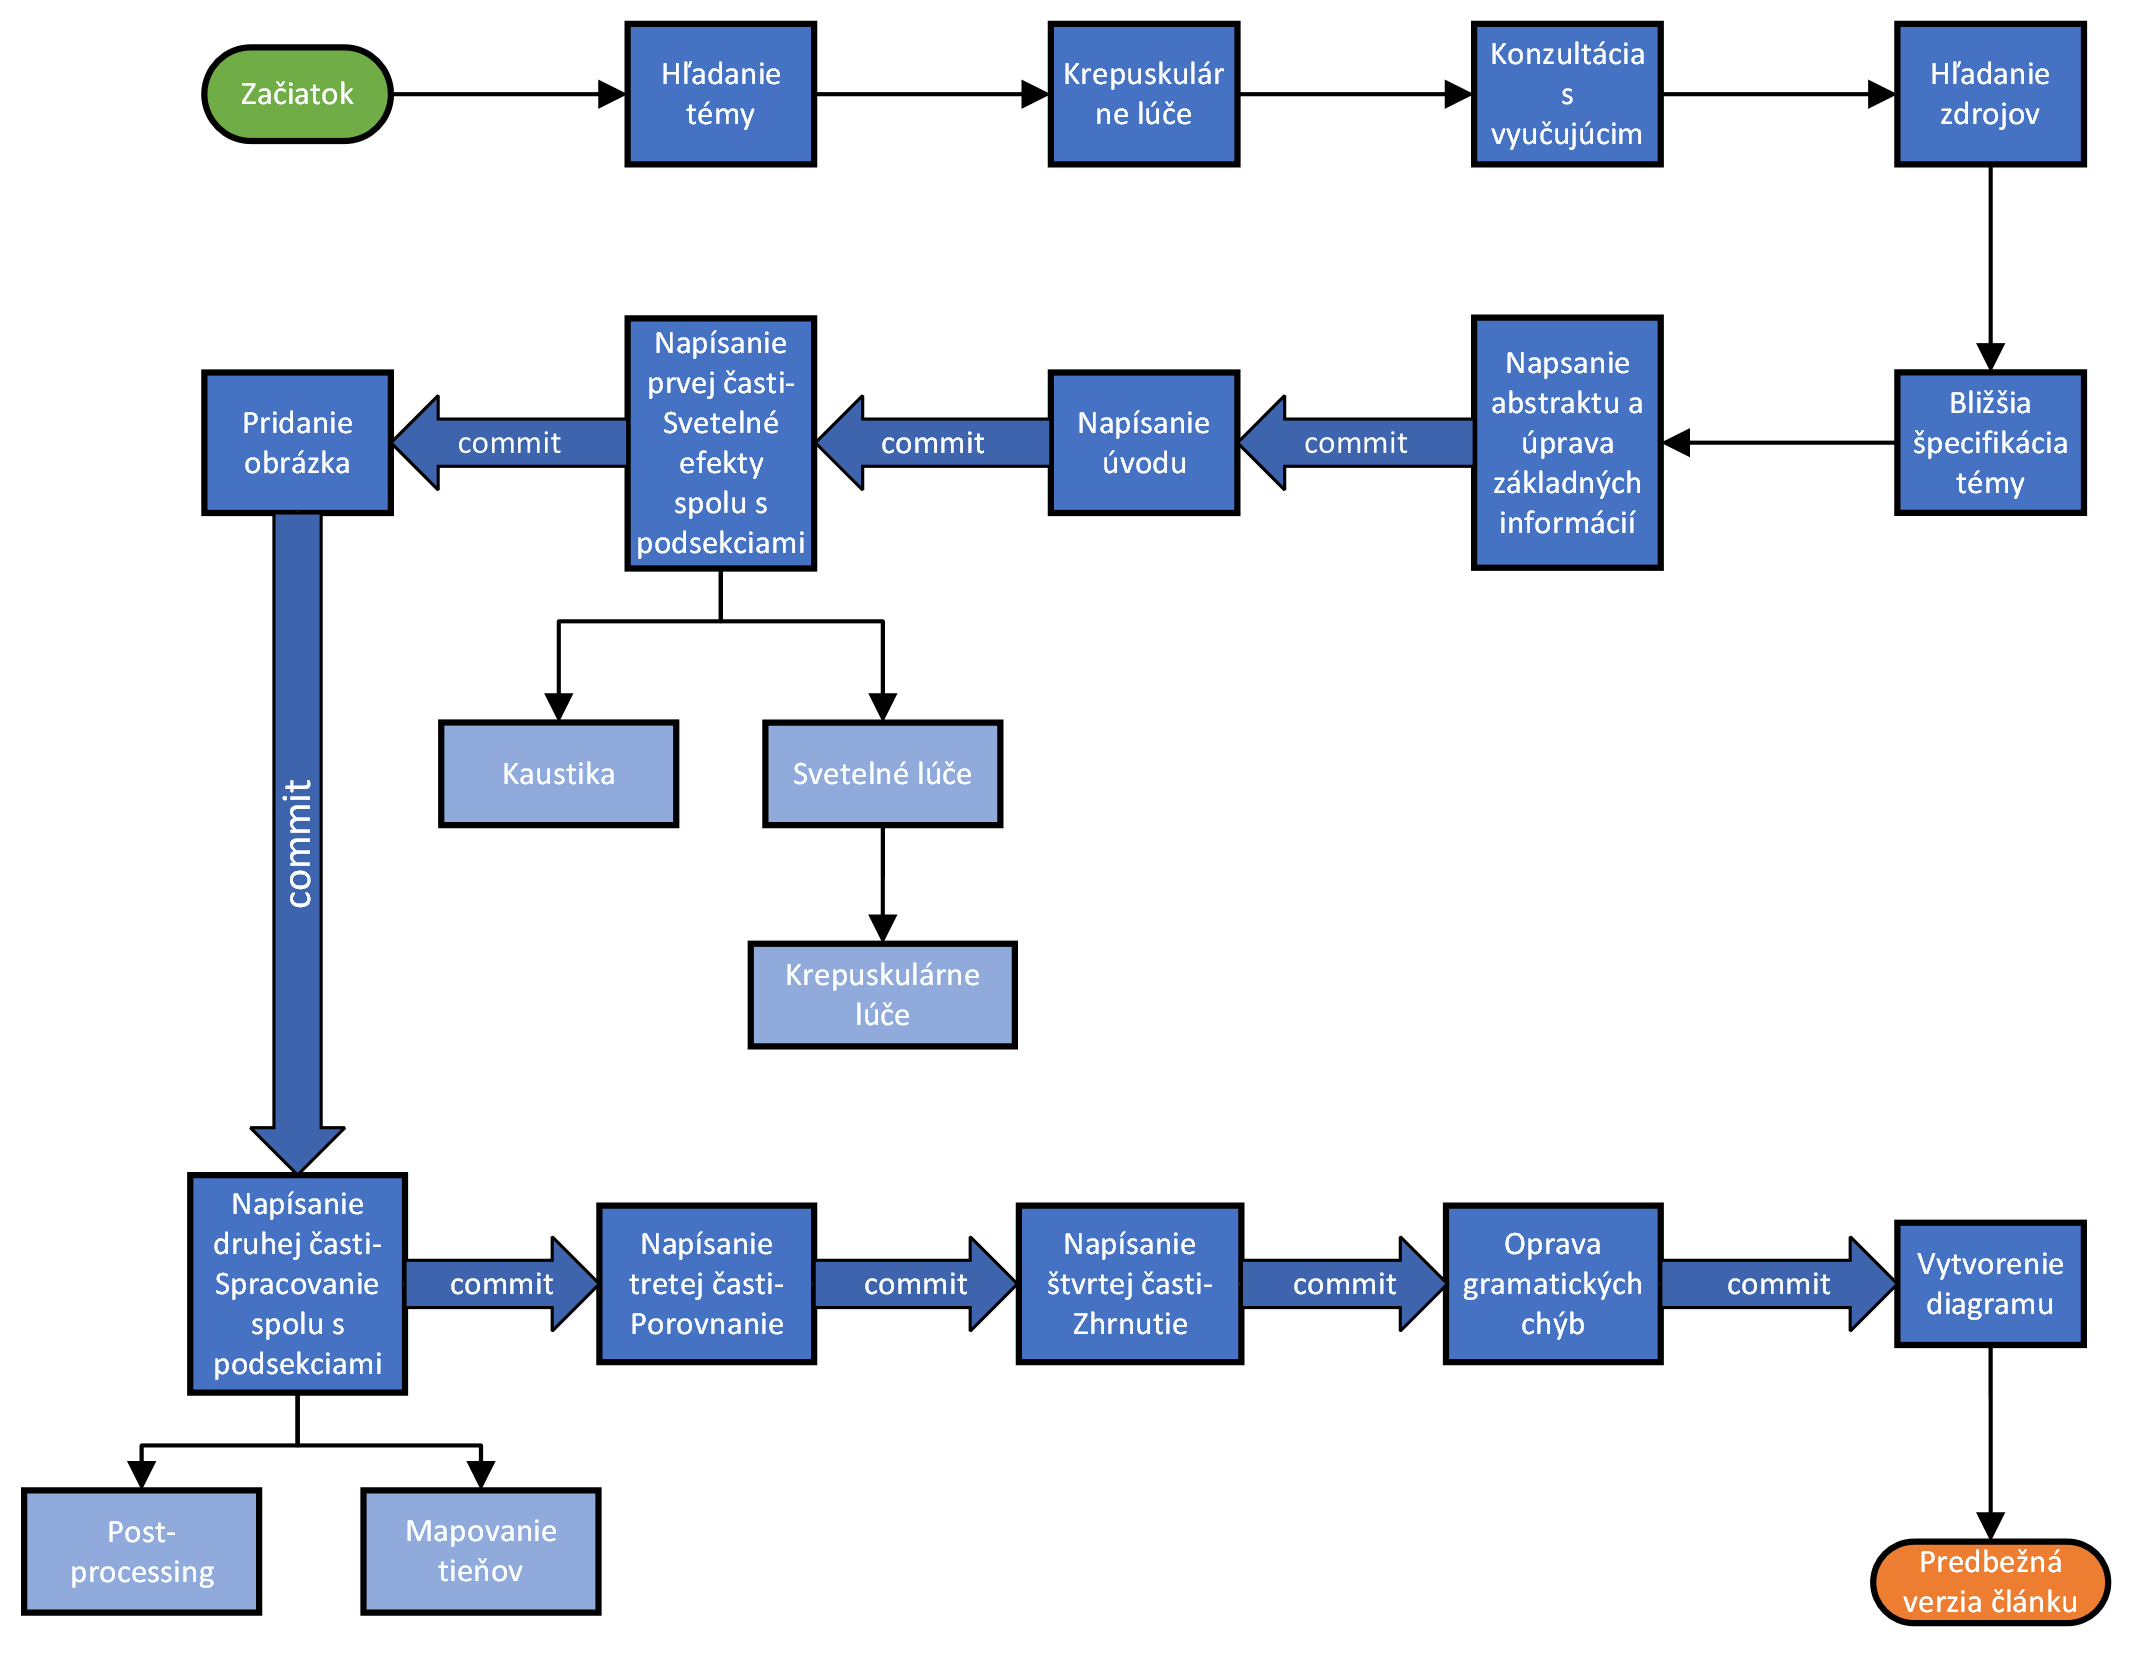 Začiatok
Hľadanie
témy
Krepuskulár
ne lúče
Konzultácia
s
vyučujúcim
Hľadanie
zdrojov
Bližšia
špecifikácia
témy
Napsanie
abstraktu a
úprava
základných
informácií
commit
Napísanie
úvodu
commit
Napísanie
prvej časti-
Svetelné
efekty
spolu s
podsekciami
commit
Pridanie
obrázka
Kaustika
Svetelné lúče
Krepuskulárne
lúče
commit
Napísanie
druhej časti-
Spracovanie
spolu s
podsekciami
commit
Napísanie
tretej časti-
Porovnanie
commit
Napísanie
štvrtej časti-
Zhrnutie
commit
Oprava
gramatických
chýb
commit
Vytvorenie
diagramu
Post-
processing
Mapovanie
tieňov
Predbežná
verzia článku